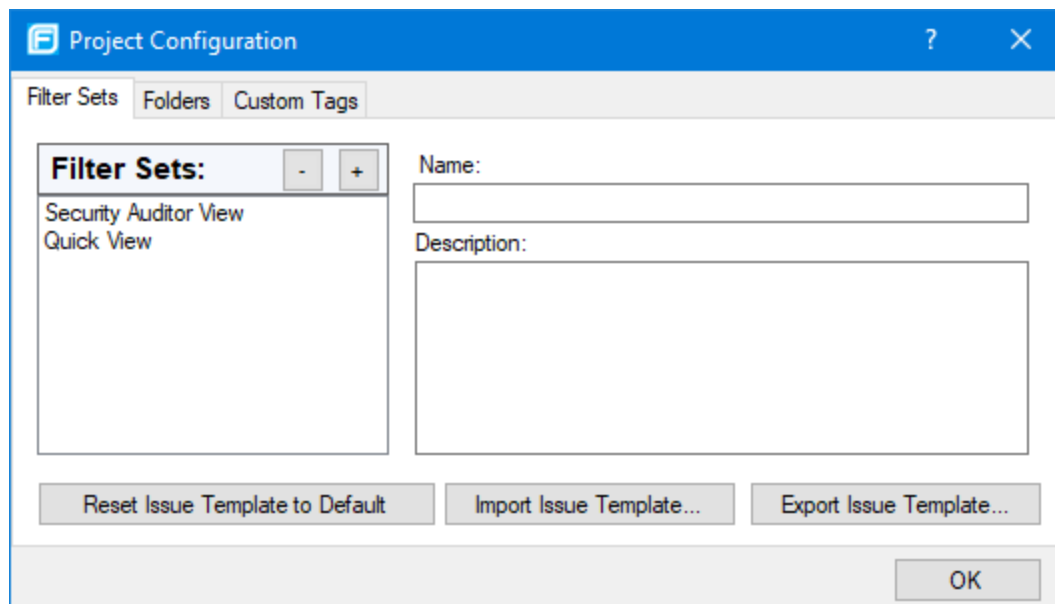 Project Configuration ?
Filter Sets Folders Custom Tags
Filter Sets: - +
Security Auditor View
Quick View
Name:
Description:
Reset Issue Template to Default Import Issue Template... Export Issue Template...
OK